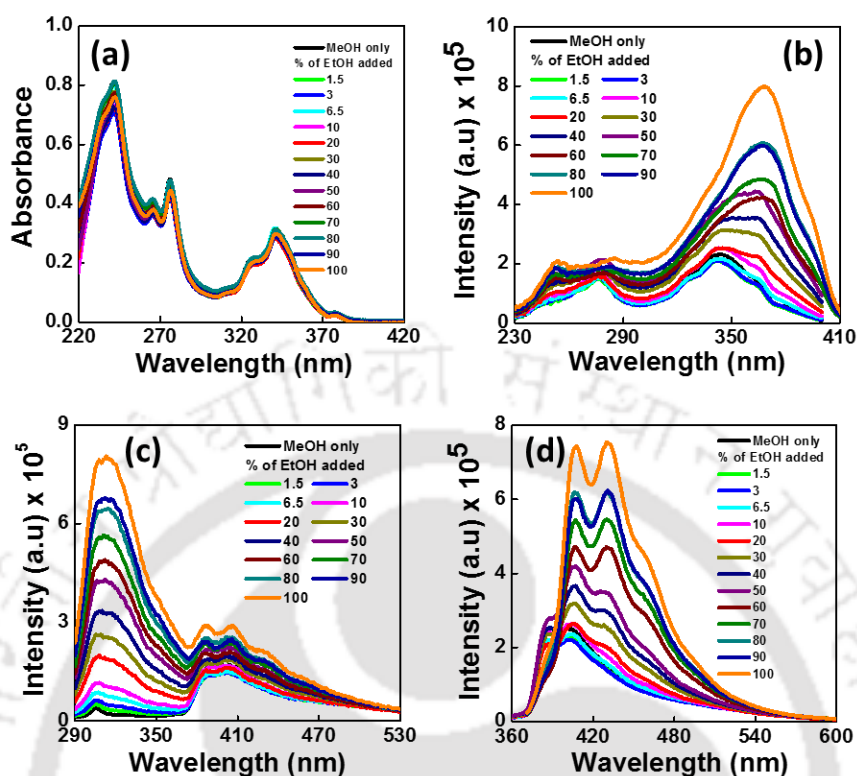 (a)
MeOH only
% of EtOH added
1.5
3
6.5
10
20
30
40
50
60
70
80
90
100
1.0
0.8
0.6
0.4
0.2
0.0
Absorbance
220 270 320 370 420
Wavelength (nm)
(b)
MeOH only
% of EtOH added
1.5 3
6.5 10
20 30
40 50
60 70
80 90
100
10
8
6
4
2
0
Intensity (a.u) x 10⁵
230 290 350 410
Wavelength (nm)
(c)
MeOH only
% of EtOH added
1.5 3
6.5 10
20 30
40 50
60 70
80 90
100
9
6
3
0
Intensity (a.u) x 10⁵
290 350 410 470 530
Wavelength (nm)
(d)
MeOH only
% of EtOH added
1.5
3
6.5
10
20
30
40
50
60
70
80
90
100
8
6
4
2
0
Intensity (a.u) x 10⁵
360 420 480 540 600
Wavelength (nm)